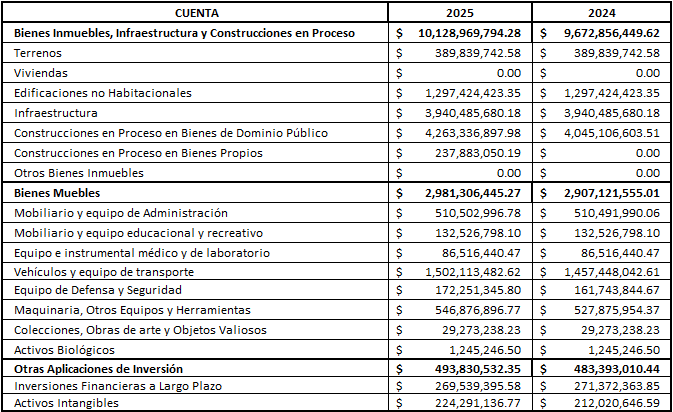 CUENTA 2025 2024
Bienes Inmuebles, Infraestructura y Construcciones en Proceso $ 10,128,969,794.28 $ 9,672,856,449.62
Terrenos $ 389,839,742.58 $ 389,839,742.58
Viviendas $ 0.00 $ 0.00
Edificaciones no Habitacionales $ 1,297,424,423.35 $ 1,297,424,423.35
Infraestructura $ 3,940,485,680.18 $ 3,940,485,680.18
Construcciones en Proceso en Bienes de Dominio Público $ 4,263,336,897.98 $ 4,045,106,603.51
Construcciones en Proceso en Bienes Propios $ 237,883,050.19 $ 0.00
Otros Bienes Inmuebles $ 0.00 $ 0.00
Bienes Muebles $ 2,981,306,445.27 $ 2,907,121,555.01
Mobiliario y equipo de Administración $ 510,502,996.78 $ 510,491,990.06
Mobiliario y equipo educacional y recreativo $ 132,526,798.10 $ 132,526,798.10
Equipo e instrumental médico y de laboratorio $ 86,516,440.47 $ 86,516,440.47
Vehículos y equipo de transporte $ 1,502,113,482.62 $ 1,457,448,042.61
Equipo de Defensa y Seguridad $ 172,251,345.80 $ 161,743,844.67
Maquinaria, Otros Equipos y Herramientas $ 546,876,896.77 $ 527,875,954.37
Colecciones, Obras de arte y Objetos Valiosos $ 29,273,238.23 $ 29,273,238.23
Activos Biológicos $ 1,245,246.50 $ 1,245,246.50
Otras Aplicaciones de Inversión $ 493,830,532.35 $ 483,393,010.44
Inversiones Financieras a Largo Plazo $ 269,539,395.58 $ 271,372,363.85
Activos Intangibles $ 224,291,136.77 $ 212,020,646.59